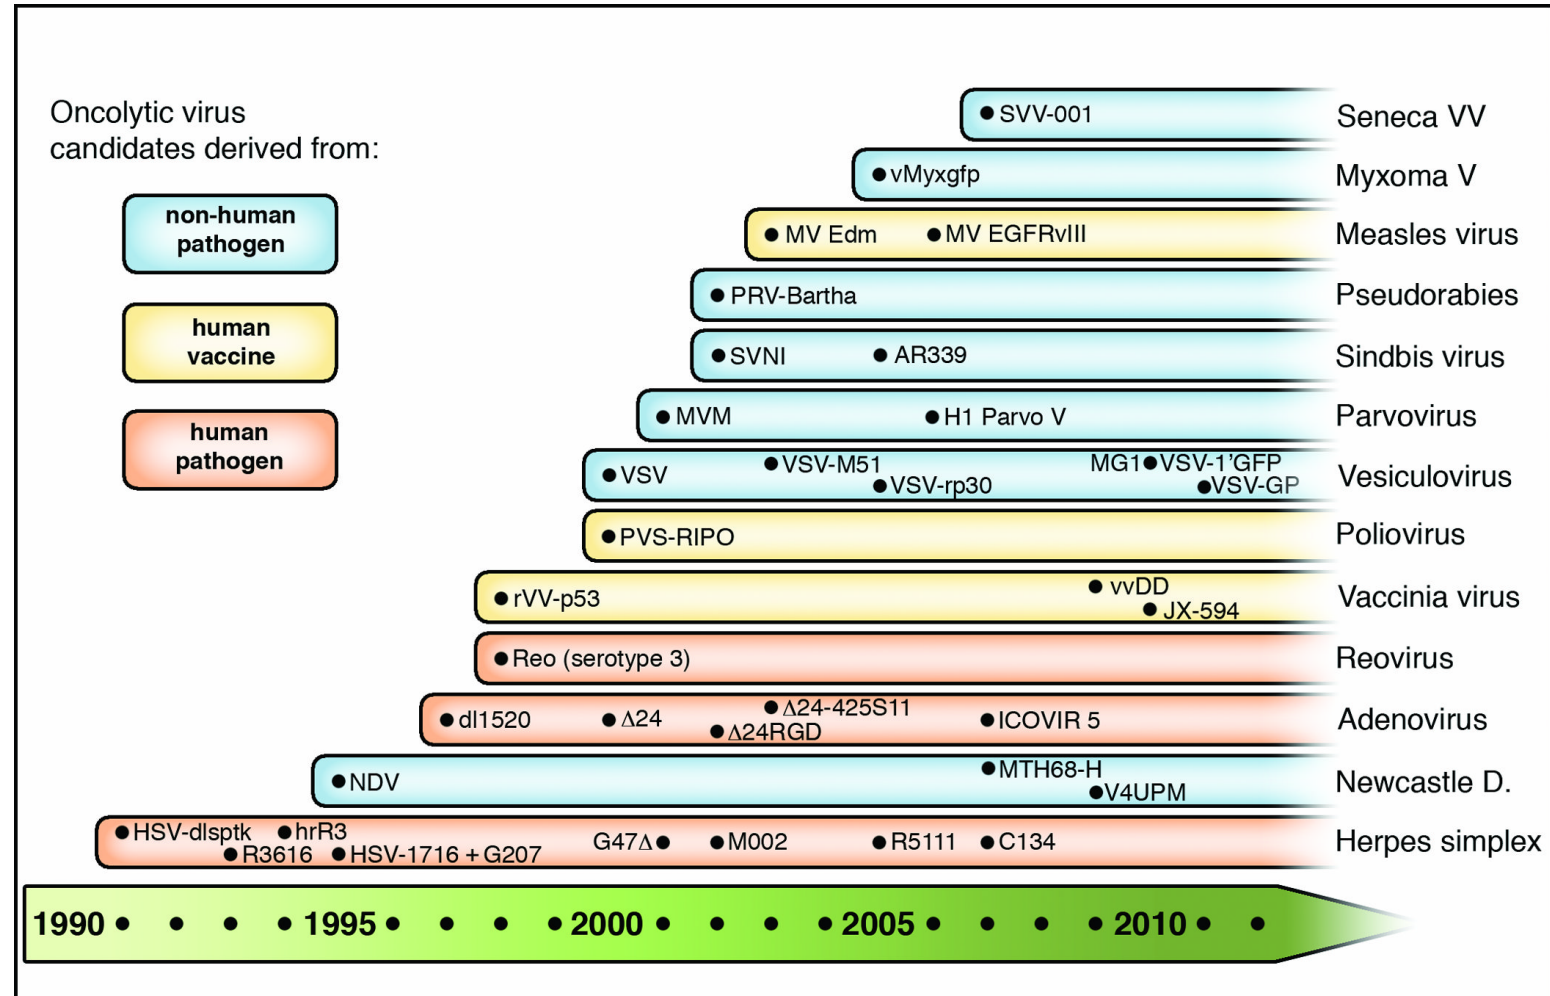 Oncolytic virus
candidates derived from:
non-human
pathogen
human
vaccine
human
pathogen
SVV-001 Seneca VV
vMyxgfp Myxoma V
MV Edm MV EGFRvIII Measles virus
PRV-Bartha Pseudorabies
SVNI AR339 Sindbis virus
MVM H1 Parvo V Parvovirus
VSV VSV-M51 VSV-rp30 MG1 VSV-1’GFP VSV-GP Vesiculovirus
PVS-RIPO Poliovirus
rVV-p53 vvDD JX-594 Vaccinia virus
Reo (serotype 3) Reovirus
dl1520 Δ24 Δ24RGD Δ24-425S11 ICOVIR 5 Adenovirus
NDV MTH68-H V4UPM Newcastle D.
HSV-dlsptk R3616 hrR3 HSV-1716 + G207 G47Δ M002 R5111 C134 Herpes simplex
1990 1995 2000 2005 2010